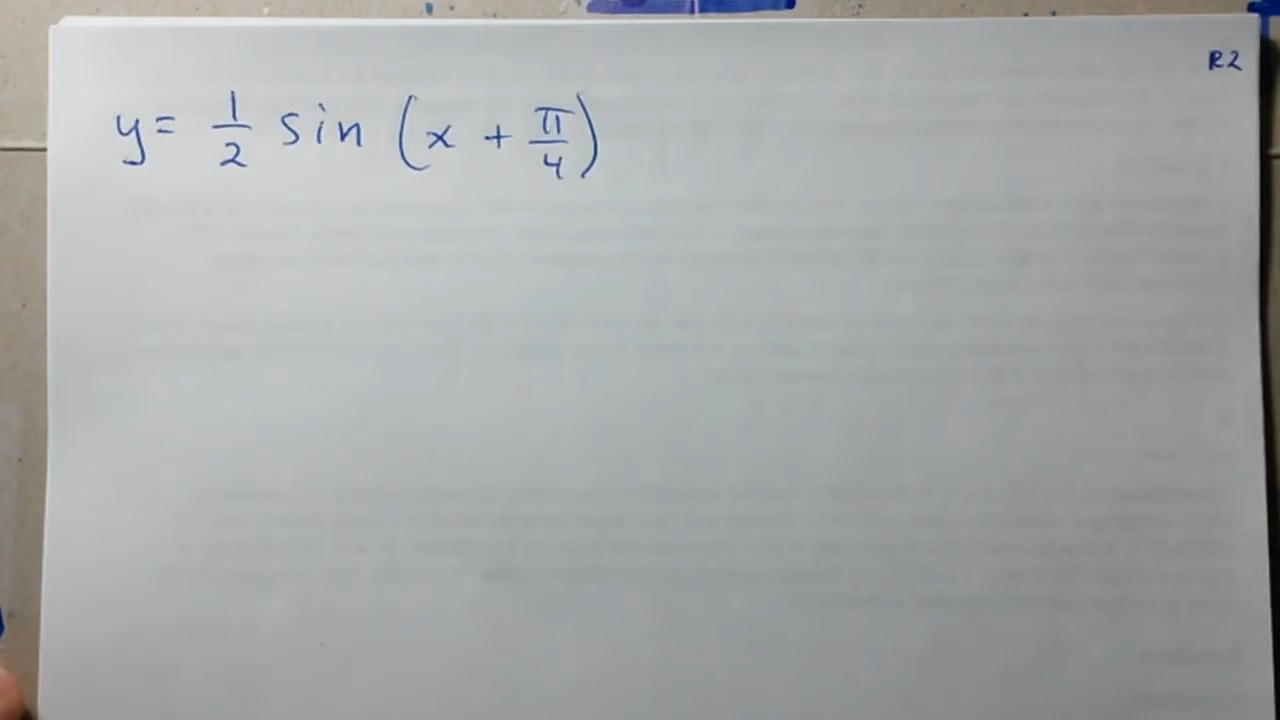 R2
y = 1/2 sin (x + π/4)